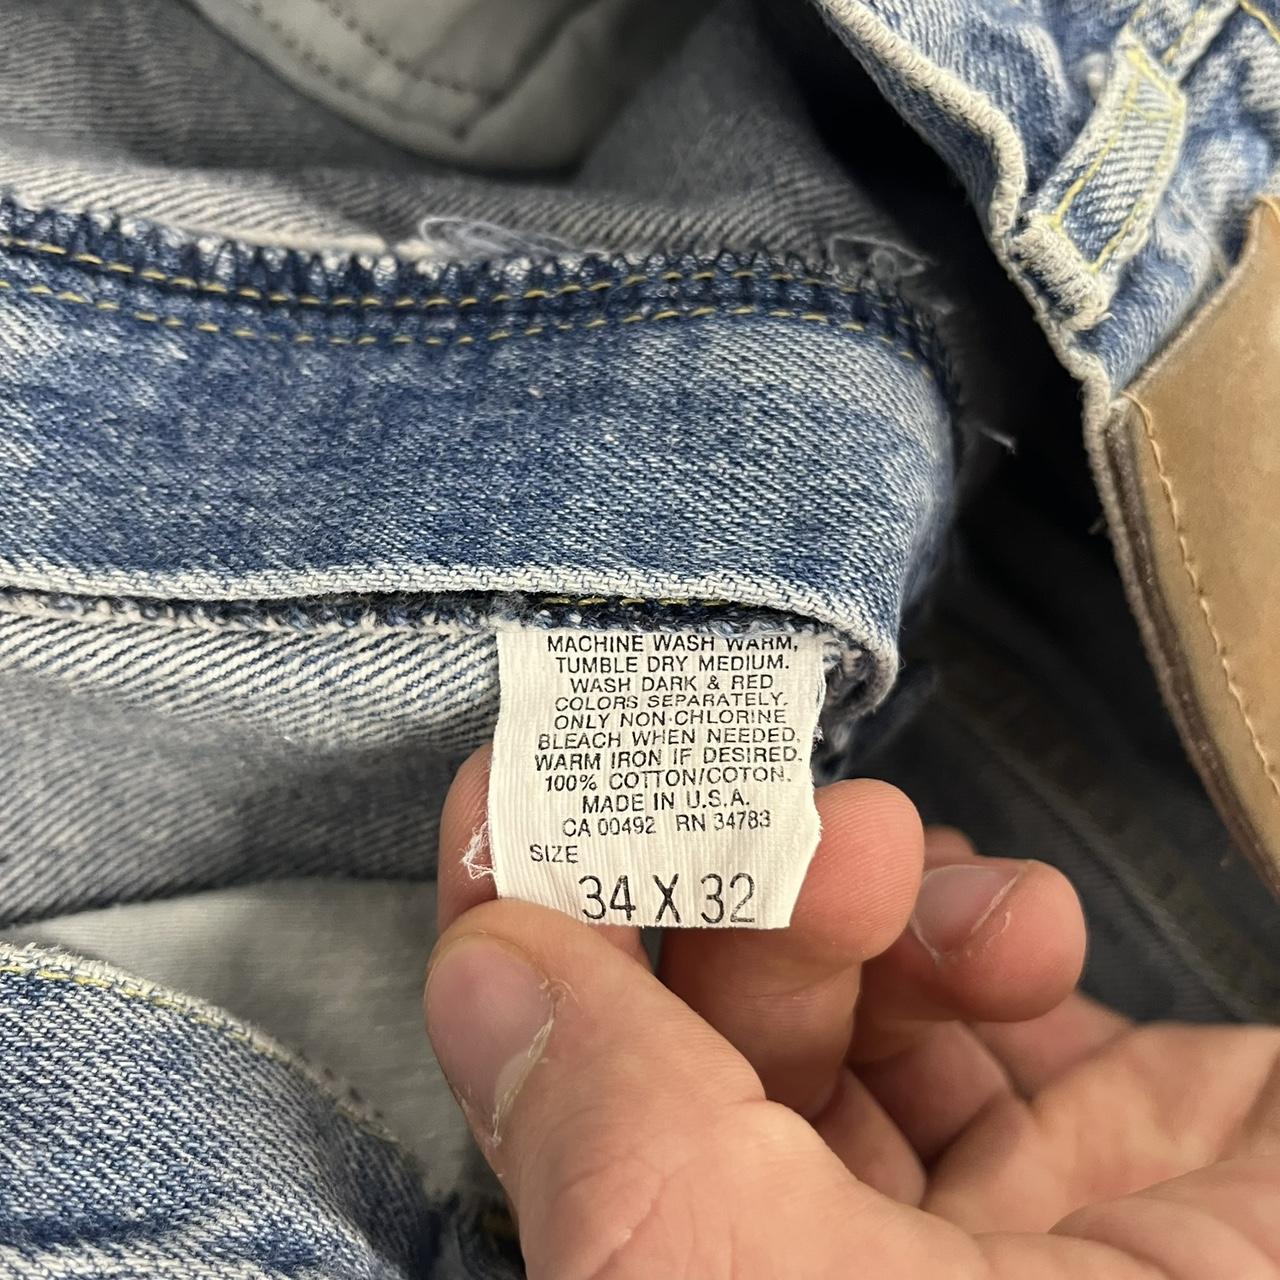 MACHINE WASH WARM,
TUMBLE DRY MEDIUM.
WASH DARK & RED
COLORS SEPARATELY.
ONLY NON-CHLORINE
BLEACH WHEN NEEDED.
WARM IRON IF DESIRED.
100% COTTON/COTON.
MADE IN U.S.A.
CA 00492 RN 34783
SIZE
34 X 32